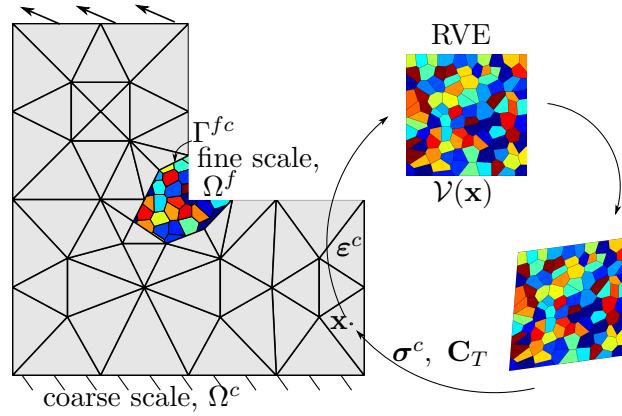 RVE
Γ^{fc}
fine scale,
Ω^f
𝒱(𝐱)
𝜺^c
𝐱·
𝝈^c, 𝐂_T
coarse scale, Ω^c